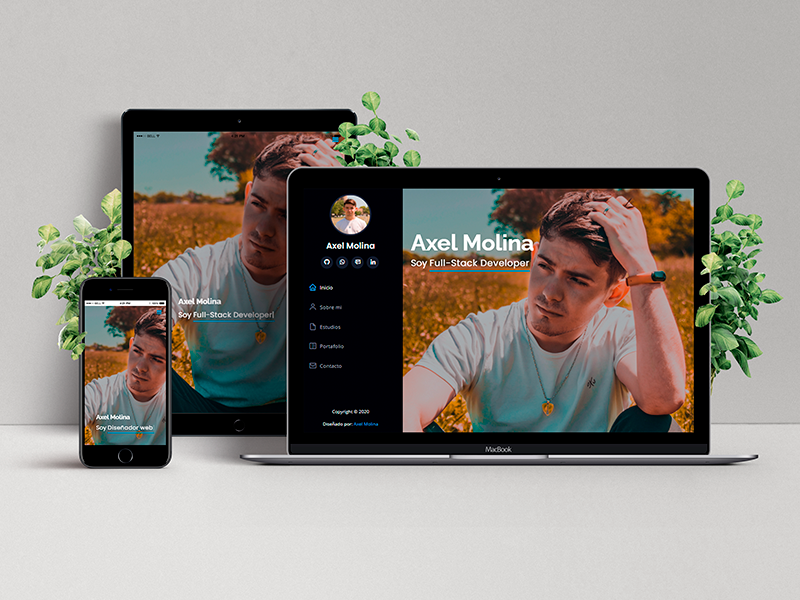 Axel Molina
Soy Full-Stack Developer
Axel Molina
Soy Diseñador web
Axel Molina
Inicio
Sobre mi
Estudios
Portafolio
Contacto
Copyright © 2020
Diseñado por: Axel Molina
Axel Molina
Soy Full-Stack Developer
MacBook